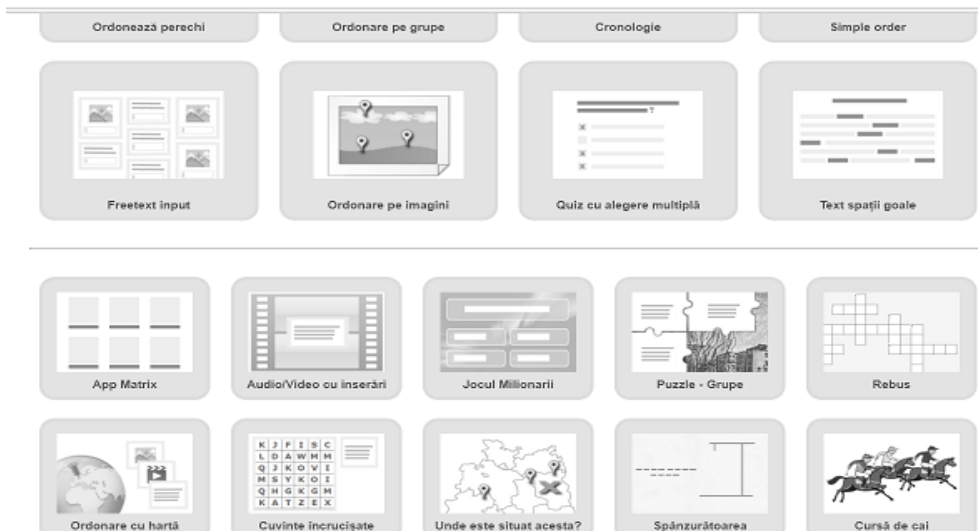 Ordonează perechi
Ordonare pe grupe
Cronologie
Simple order
Freetext input
Ordonare pe imagini
Quiz cu alegere multiplă
Text spații goale
App Matrix
Audio/Video cu inserări
Jocul Milionarii
Puzzle - Grupe
Rebus
K J F I S C
L D A W M M
Q J K O V I
M S Y K O I
Q H G K G M
K A T Z E X
Ordonare cu hartă
Cuvinte încrucișate
Unde este situat acesta?
Spânzurătoarea
Cursă de cai